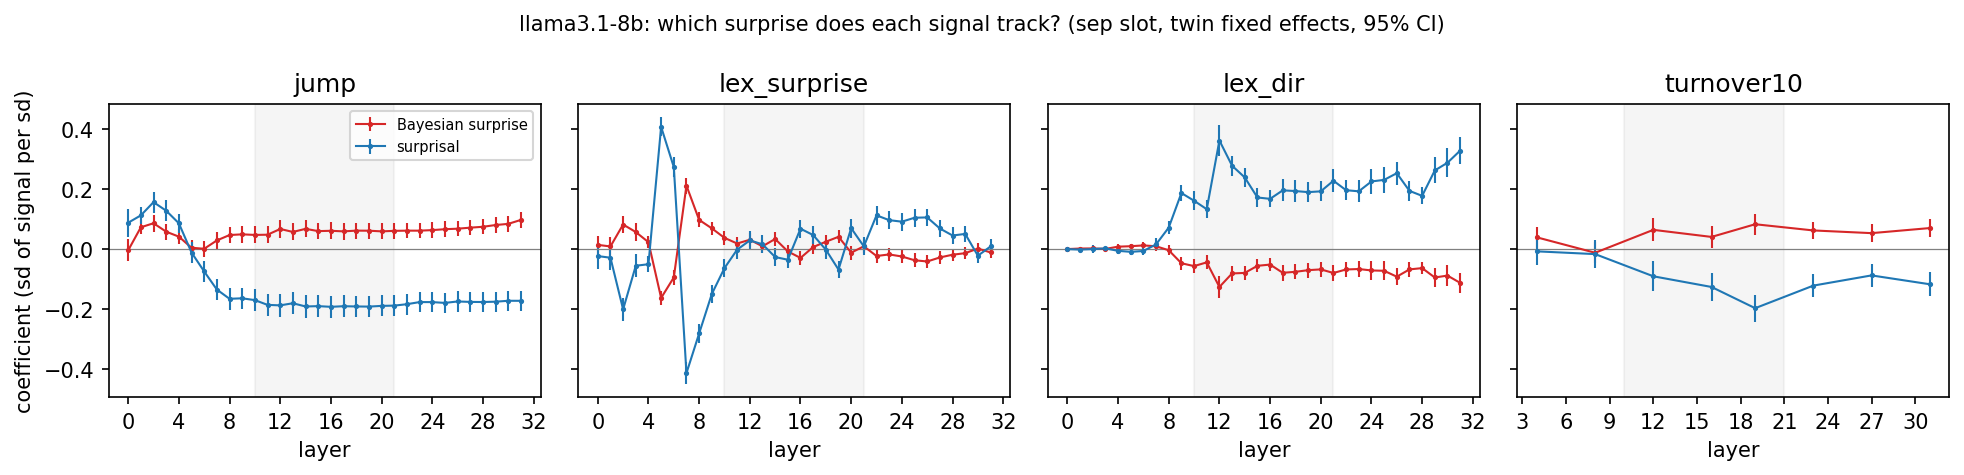 llama3.1-8b: which surprise does each signal track? (sep slot, twin fixed effects, 95% CI)
jump
lex_surprise
lex_dir
turnover10
coefficient (sd of signal per sd)
0.4
0.2
0.0
−0.2
−0.4
Bayesian surprise
surprisal
0 4 8 12 16 20 24 28 32
0 4 8 12 16 20 24 28 32
0 4 8 12 16 20 24 28 32
3 6 9 12 15 18 21 24 27 30
layer
layer
layer
layer